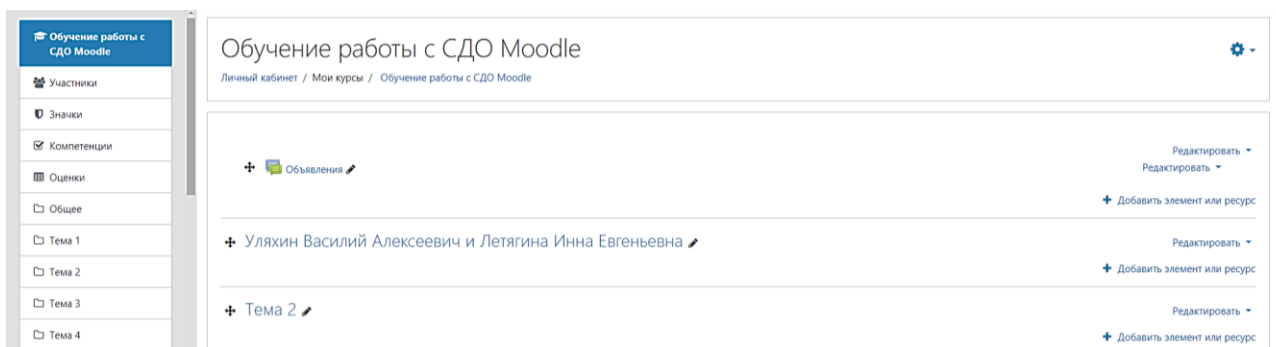 Обучение работы с
СДО Moodle
Участники
Значки
Компетенции
Оценки
Общее
Тема 1
Тема 2
Тема 3
Тема 4
Обучение работы с СДО Moodle
Личный кабинет / Мои курсы / Обучение работы с СДО Moodle
Объявления
Редактировать
Редактировать
Добавить элемент или ресурс
Уляхин Василий Алексеевич и Летягина Инна Евгеньевна
Редактировать
Добавить элемент или ресурс
Тема 2
Редактировать
Добавить элемент или ресурс